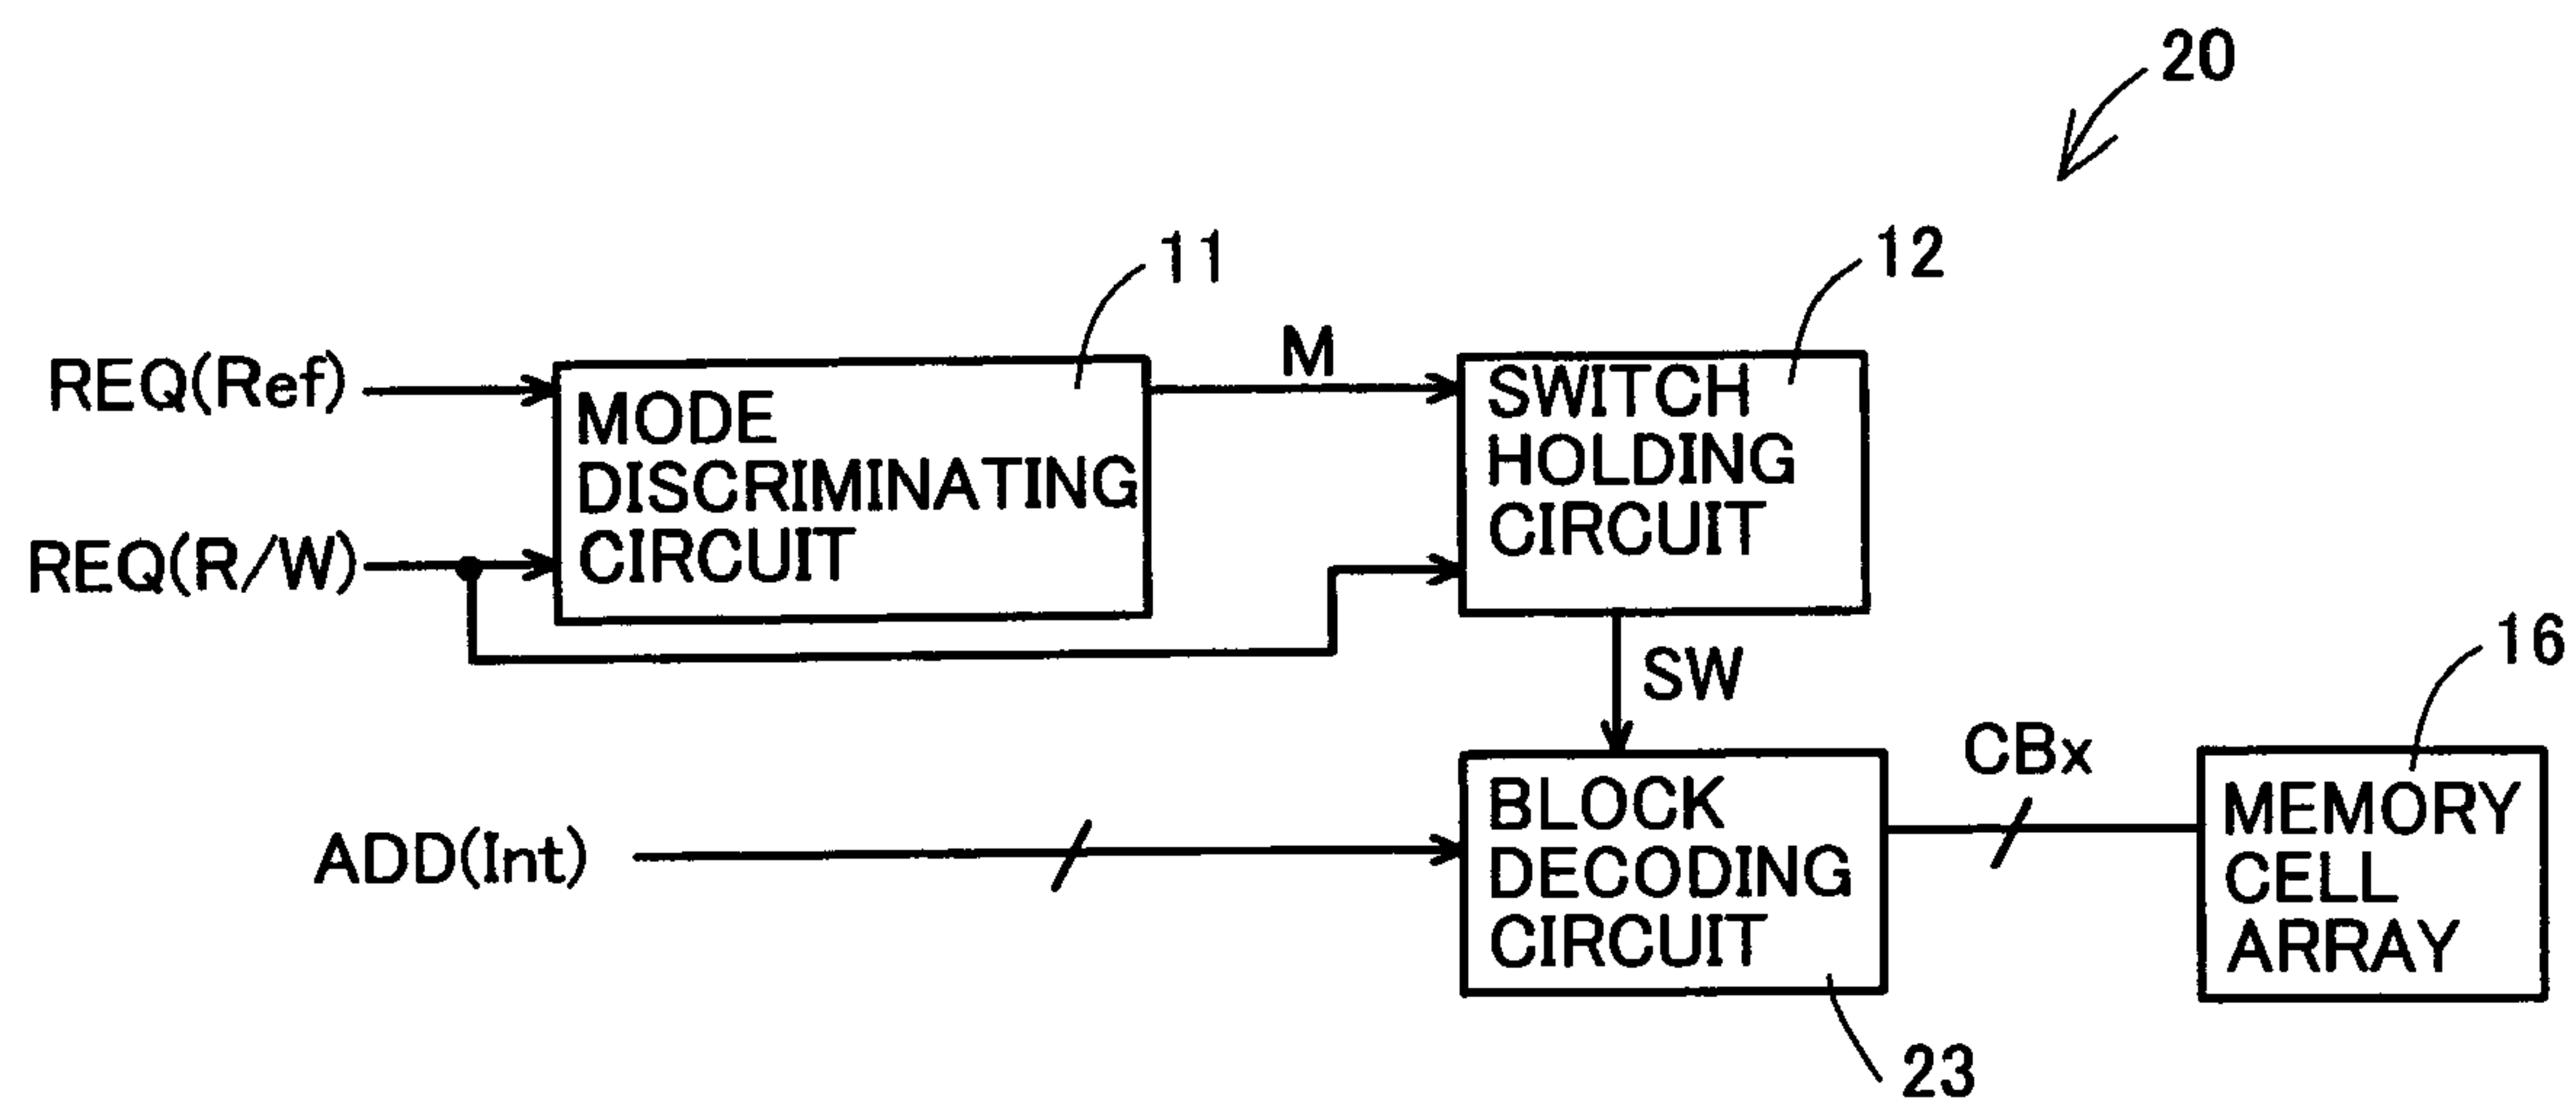 20
11
12
REQ(Ref)
M
MODE
DISCRIMINATING
CIRCUIT
SWITCH
HOLDING
CIRCUIT
REQ(R/W)
SW
16
ADD(Int)
BLOCK
DECODING
CIRCUIT
CBx
MEMORY
CELL
ARRAY
23